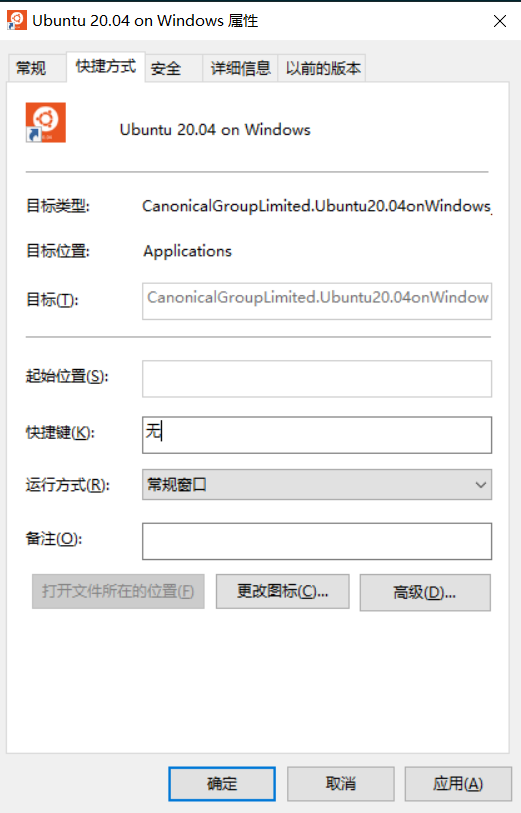 Ubuntu 20.04 on Windows 属性
常规 快捷方式 安全 详细信息 以前的版本
Ubuntu 20.04 on Windows
目标类型: CanonicalGroupLimited.Ubuntu20.04onWindows_
目标位置: Applications
目标(T): CanonicalGroupLimited.Ubuntu20.04onWindow
起始位置(S):
快捷键(K): 无
运行方式(R): 常规窗口
备注(O):
打开文件所在的位置(F) 更改图标(C)... 高级(D)...
确定 取消 应用(A)